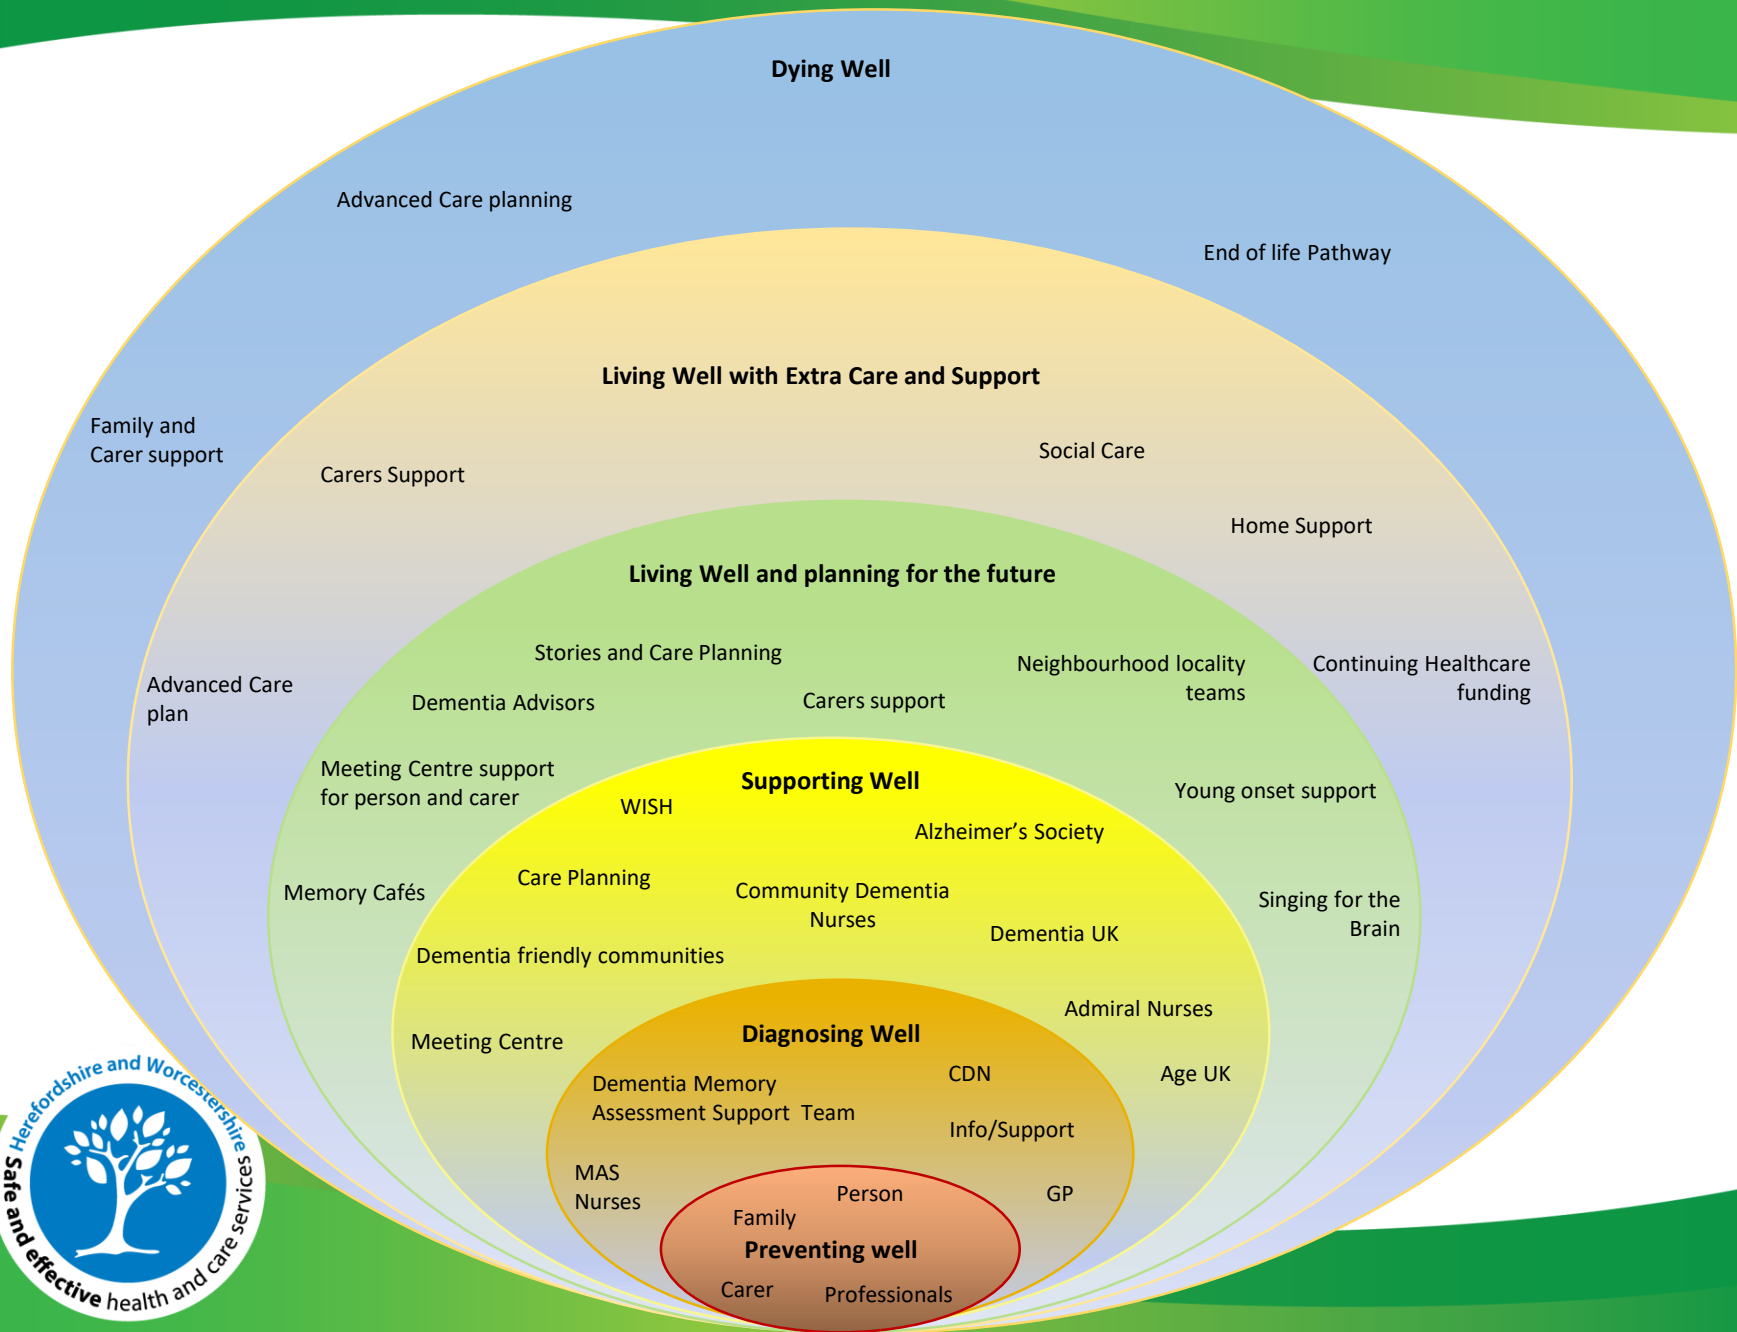 Dying Well
Advanced Care planning
End of life Pathway
Family and
Carer support
Living Well with Extra Care and Support
Social Care
Carers Support
Home Support
Advanced Care
plan
Continuing Healthcare
funding
Living Well and planning for the future
Stories and Care Planning
Neighbourhood locality
teams
Dementia Advisors
Carers support
Meeting Centre support
for person and carer
Young onset support
Memory Cafés
Singing for the
Brain
Supporting Well
WISH
Alzheimer’s Society
Care Planning
Community Dementia
Nurses
Dementia UK
Dementia friendly communities
Admiral Nurses
Meeting Centre
Age UK
Diagnosing Well
Dementia Memory
Assessment Support Team
CDN
Info/Support
MAS
Nurses
GP
Person
Family
Preventing well
Carer
Professionals
Herefordshire and Worcestershire
Safe and effective health and care services